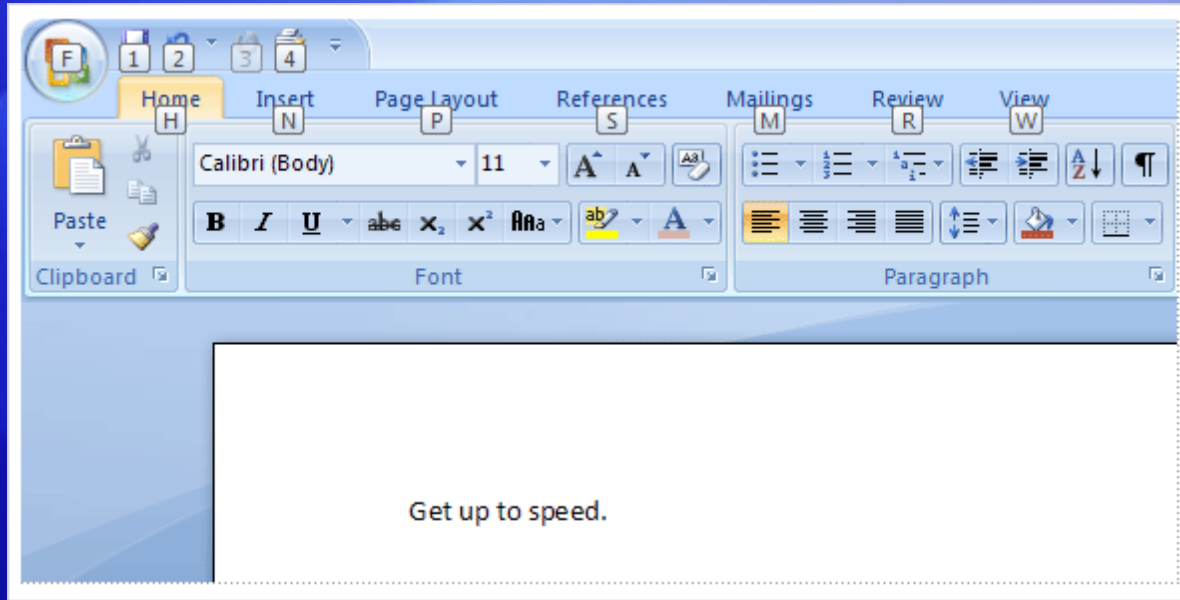 F 1 2 3 4
Home Insert Page Layout References Mailings Review View
H N P S M R W
Calibri (Body) 11 A A Aa
Paste B I U abc x₂ x² AAa ab A A Z ¶
Clipboard Font Paragraph
Get up to speed.